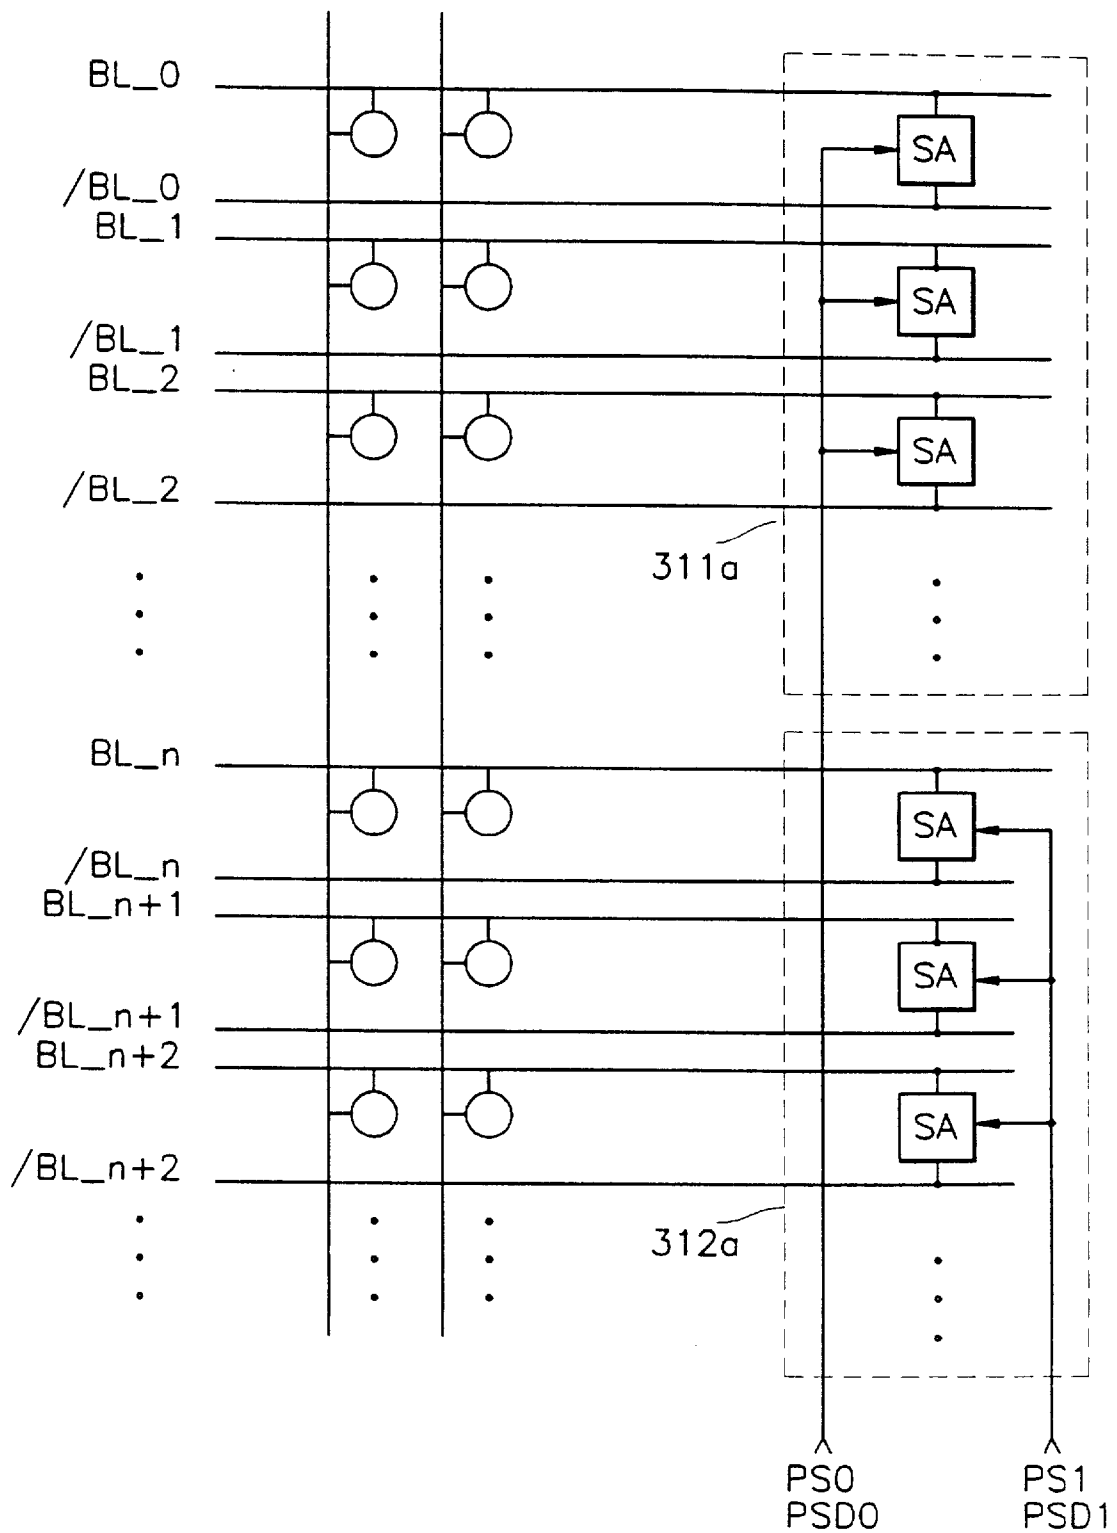 BL_0
SA
/BL_0
BL_1
SA
/BL_1
BL_2
SA
/BL_2
311a
BL_n
SA
/BL_n
BL_n+1
SA
/BL_n+1
BL_n+2
SA
/BL_n+2
312a
PS0 PS1
PSD0 PSD1